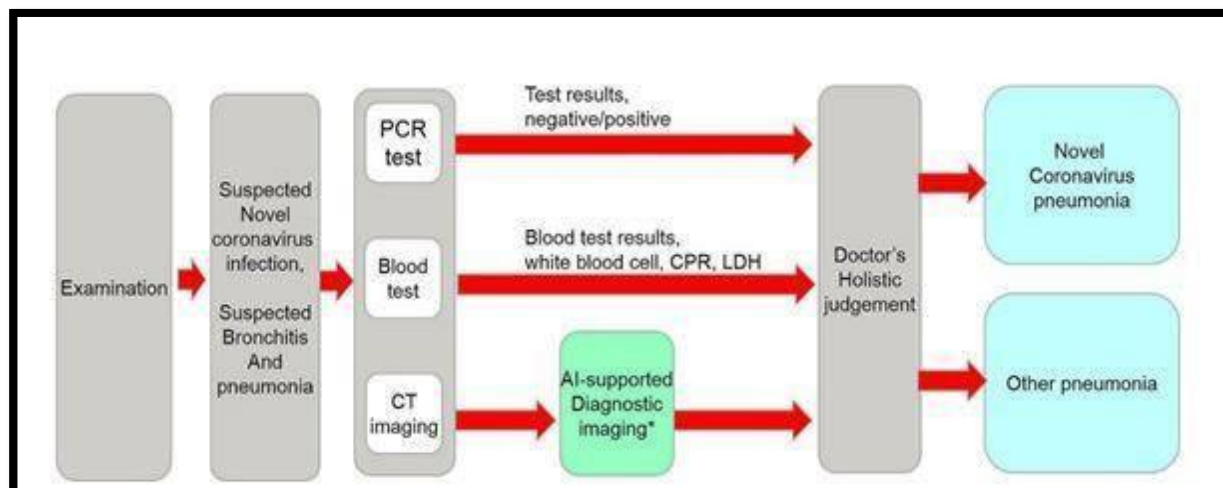 Examination
Suspected
Novel
coronavirus
infection,
Suspected
Bronchitis
And
pneumonia
PCR
test
Blood
test
CT
imaging
Test results,
negative/positive
Blood test results,
white blood cell, CPR, LDH
AI-supported
Diagnostic
imaging*
Doctor's
Holistic
judgement
Novel
Coronavirus
pneumonia
Other pneumonia